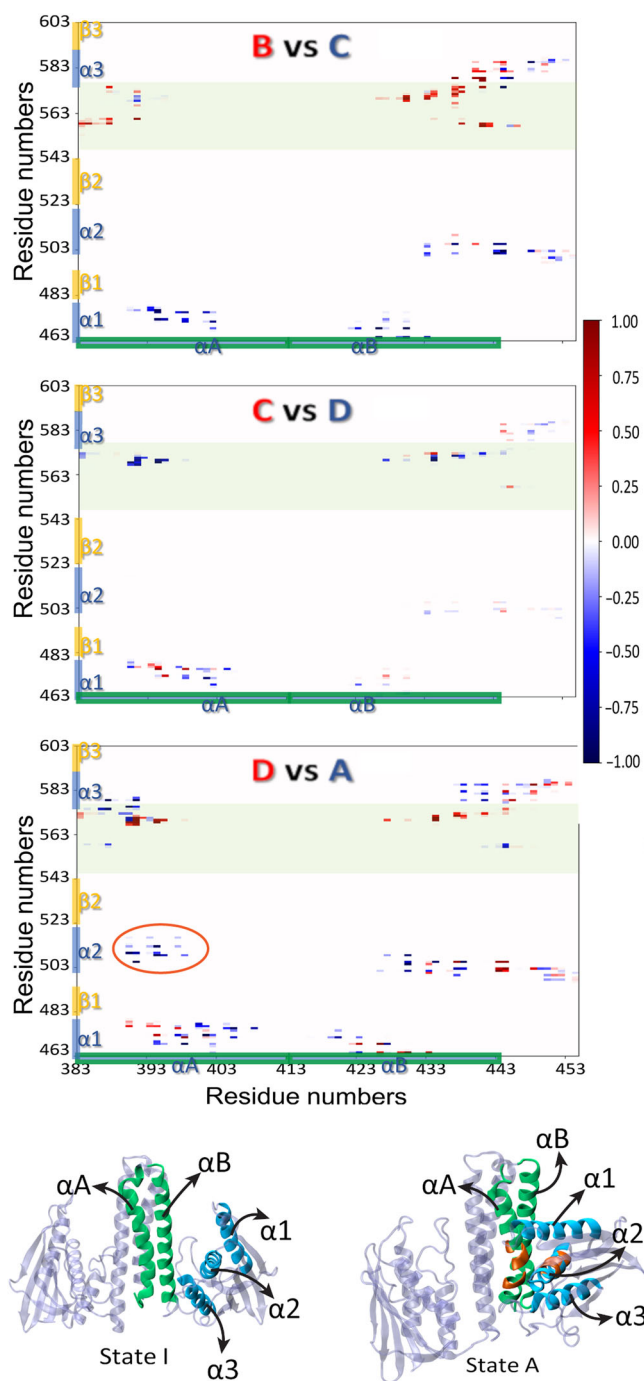 603
583
563
543
523
503
483
463
Residue numbers
β3
α3
β2
α2
β1
α1
B vs C
αA
αB
603
583
563
543
523
503
483
463
Residue numbers
β3
α3
β2
α2
β1
α1
C vs D
αA
αB
1.00
0.75
0.50
0.25
0.00
−0.25
−0.50
−0.75
−1.00
603
583
563
543
523
503
483
463
Residue numbers
β3
α3
β2
α2
β1
α1
D vs A
αA
αB
383 393 403 413 423 433 443 453
Residue numbers
αA
αB
α1
α2
α3
State I
αB
αA
α1
α2
α3
State A